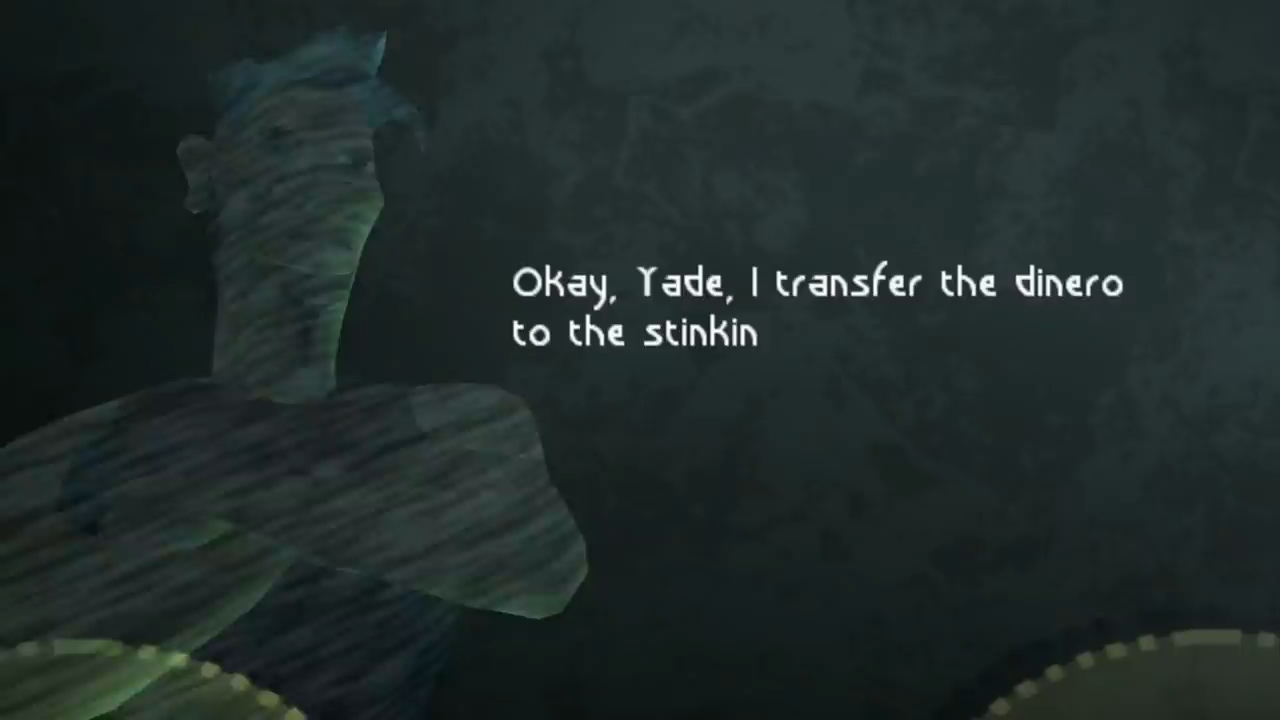 Okay, Yade, I transfer the dinero
to the stinkin